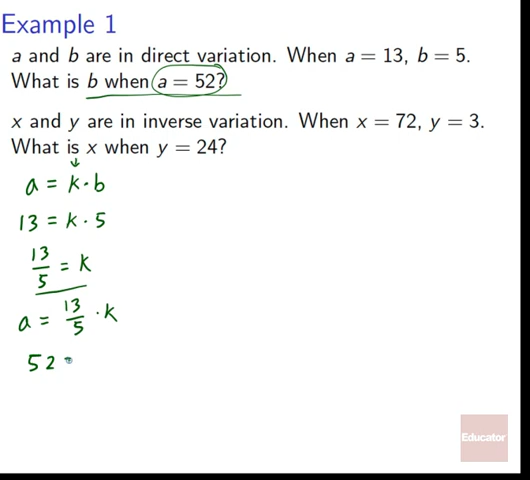 Example 1
a and b are in direct variation. When a = 13, b = 5.
What is b when a = 52?
x and y are in inverse variation. When x = 72, y = 3.
What is x when y = 24?
a = k · b
13 = k · 5
13/5 = k
a = 13/5 · k
52 =
Educator